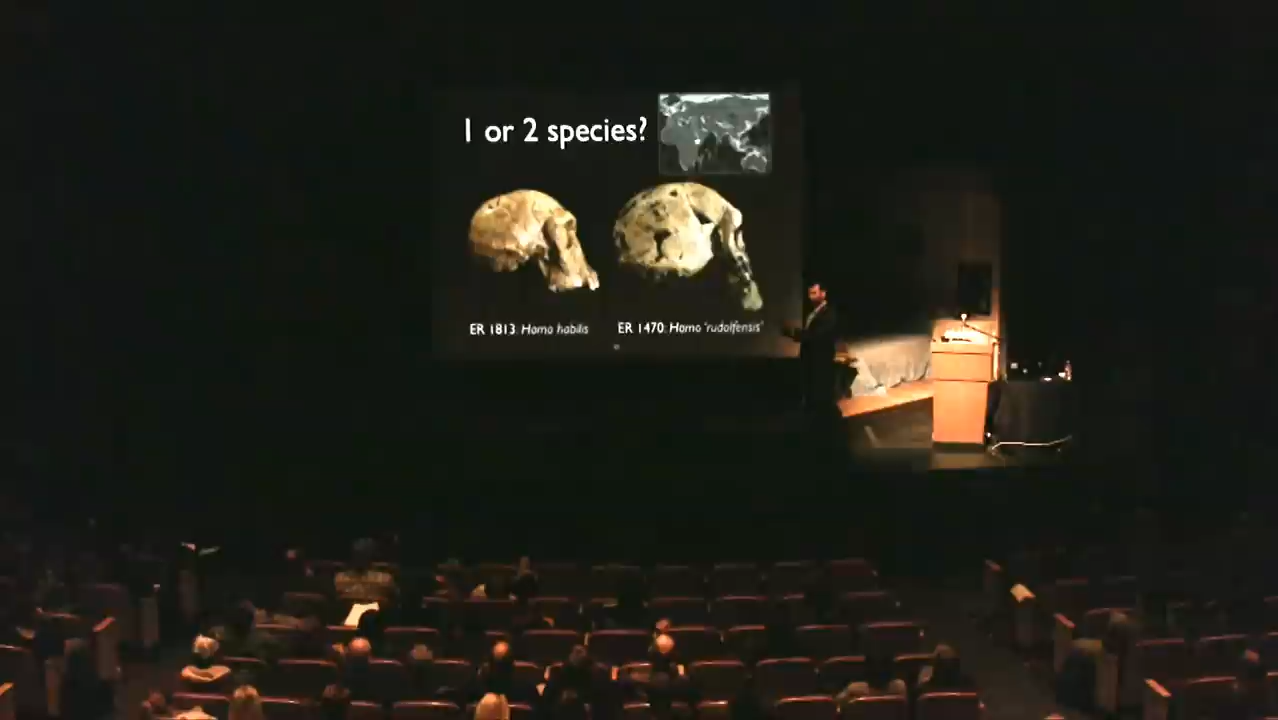 1 or 2 species?
ER 1813: Homo habilis
ER 1470: Homo 'rudolfensis'